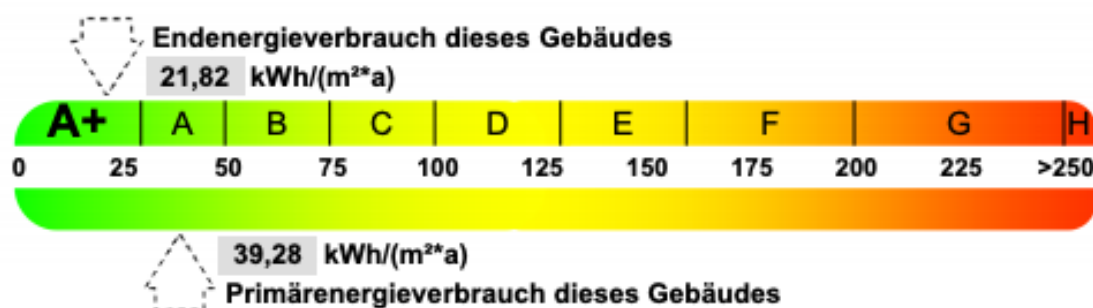 Endenergieverbrauch dieses Gebäudes
21,82 kWh/(m²*a)
A+ A B C D E F G H
0 25 50 75 100 125 150 175 200 225 >250
39,28 kWh/(m²*a)
Primärenergieverbrauch dieses Gebäudes